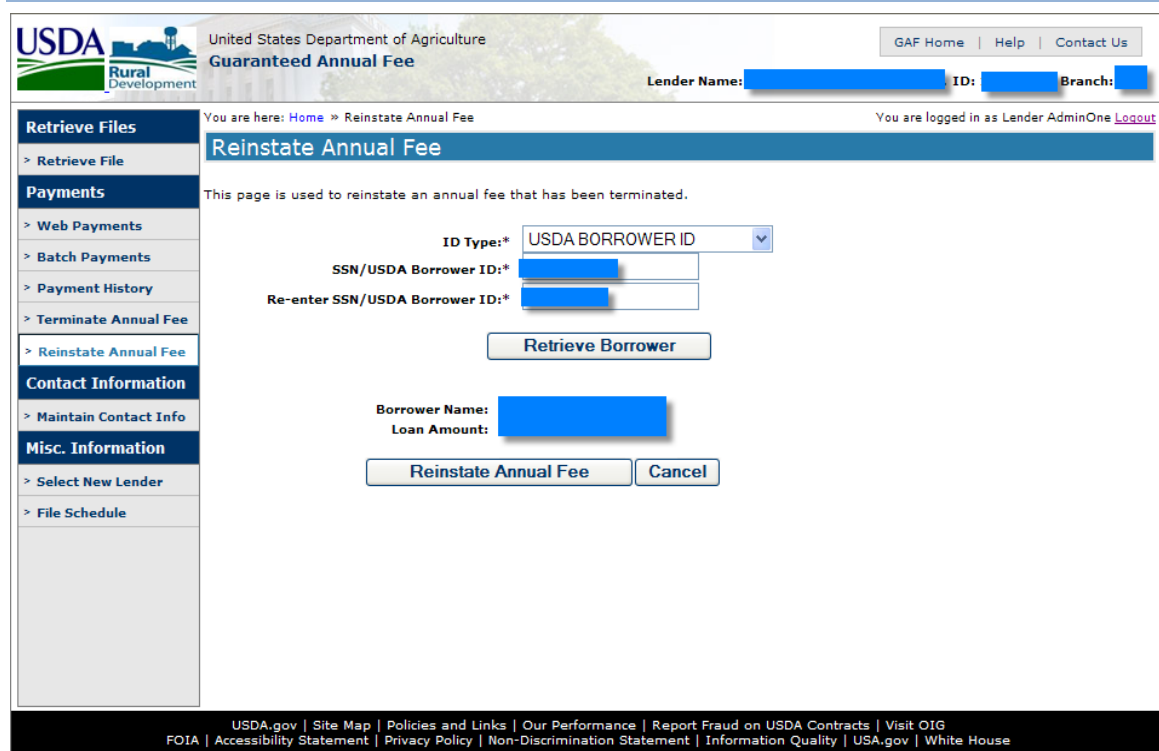 USDA
Rural
Development
United States Department of Agriculture
Guaranteed Annual Fee
GAF Home | Help | Contact Us
Lender Name: ID: Branch:
You are here: Home » Reinstate Annual Fee
You are logged in as Lender AdminOne Logout
Retrieve Files
> Retrieve File
Payments
> Web Payments
> Batch Payments
> Payment History
> Terminate Annual Fee
> Reinstate Annual Fee
Contact Information
> Maintain Contact Info
Misc. Information
> Select New Lender
> File Schedule
Reinstate Annual Fee
This page is used to reinstate an annual fee that has been terminated.
ID Type:* USDA BORROWER ID
SSN/USDA Borrower ID:*
Re-enter SSN/USDA Borrower ID:*
Retrieve Borrower
Borrower Name:
Loan Amount:
Reinstate Annual Fee Cancel
USDA.gov | Site Map | Policies and Links | Our Performance | Report Fraud on USDA Contracts | Visit OIG
FOIA | Accessibility Statement | Privacy Policy | Non-Discrimination Statement | Information Quality | USA.gov | White House